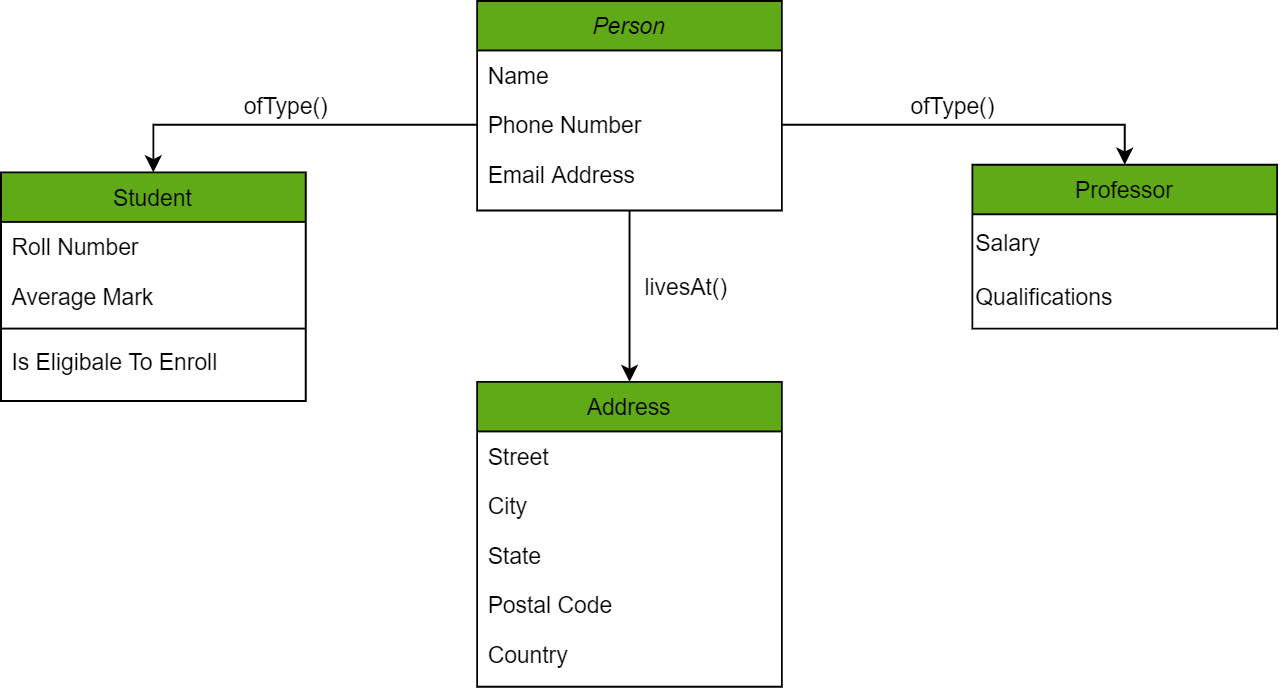 Person
Name
Phone Number
Email Address
ofType()
ofType()
Student
Roll Number
Average Mark
Is Eligibale To Enroll
Professor
Salary
Qualifications
livesAt()
Address
Street
City
State
Postal Code
Country